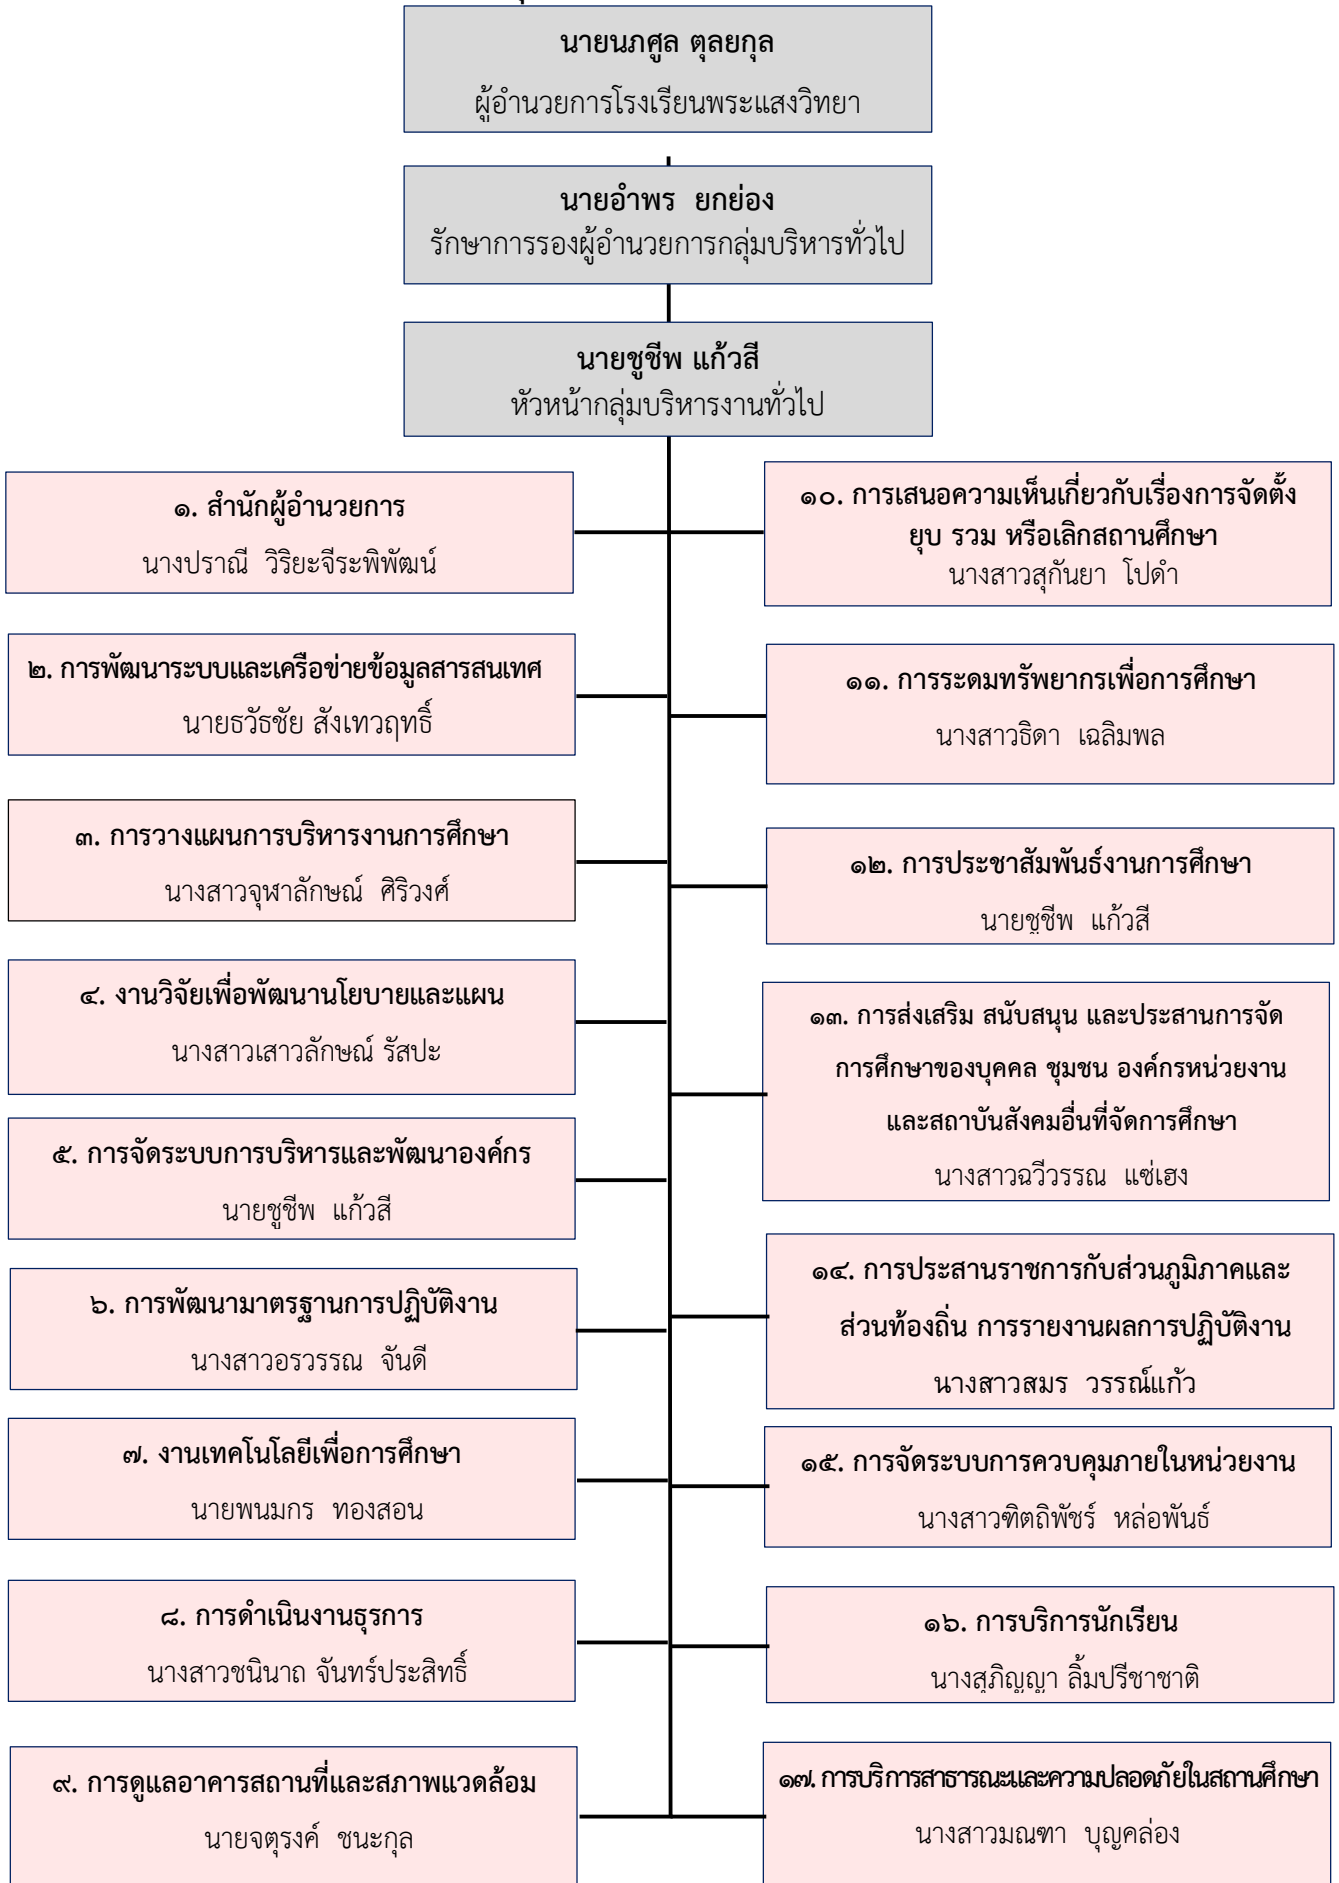 นายนภศูล ตุลยกุล
ผู้อำนวยการโรงเรียนพระแสงวิทยา
นายอำพร ยกย่อง
รักษาการรองผู้อำนวยการกลุ่มบริหารทั่วไป
นายชูชีพ แก้วสี
หัวหน้ากลุ่มบริหารงานทั่วไป
๑. สำนักผู้อำนวยการ
นางปราณี วิริยะจีระพิพัฒน์
๒. การพัฒนาระบบและเครือข่ายข้อมูลสารสนเทศ
นายธวัธชัย สังเทวฤทธิ์
๓. การวางแผนการบริหารงานการศึกษา
นางสาวจุฬาลักษณ์ ศิริวงศ์
๔. งานวิจัยเพื่อพัฒนานโยบายและแผน
นางสาวเสาวลักษณ์ รัสปะ
๕. การจัดระบบการบริหารและพัฒนาองค์กร
นายชูชีพ แก้วสี
๖. การพัฒนามาตรฐานการปฏิบัติงาน
นางสาวอรวรรณ จันดี
๗. งานเทคโนโลยีเพื่อการศึกษา
นายพนมกร ทองสอน
๘. การดำเนินงานธุรการ
นางสาวชนินาถ จันทร์ประสิทธิ์
๙. การดูแลอาคารสถานที่และสภาพแวดล้อม
นายจตุรงค์ ชนะกุล
๑๐. การเสนอความเห็นเกี่ยวกับเรื่องการจัดตั้ง
ยุบ รวม หรือเลิกสถานศึกษา
นางสาวสุกันยา โปดำ
๑๑. การระดมทรัพยากรเพื่อการศึกษา
นางสาวธิดา เฉลิมพล
๑๒. การประชาสัมพันธ์งานการศึกษา
นายชูชีพ แก้วสี
๑๓. การส่งเสริม สนับสนุน และประสานการจัด
การศึกษาของบุคคล ชุมชน องค์กรหน่วยงาน
และสถาบันสังคมอื่นที่จัดการศึกษา
นางสาวฉวีวรรณ แซ่เฮง
๑๔. การประสานราชการกับส่วนภูมิภาคและ
ส่วนท้องถิ่น การรายงานผลการปฏิบัติงาน
นางสาวสมร วรรณ์แก้ว
๑๕. การจัดระบบการควบคุมภายในหน่วยงาน
นางสาวฑิตถิพัชร์ หล่อพันธ์
๑๖. การบริการนักเรียน
นางสุภิญญา ลิ้มปรีชาชาติ
๑๗. การบริการสาธารณะและความปลอดภัยในสถานศึกษา
นางสาวมณฑา บุญคล่อง